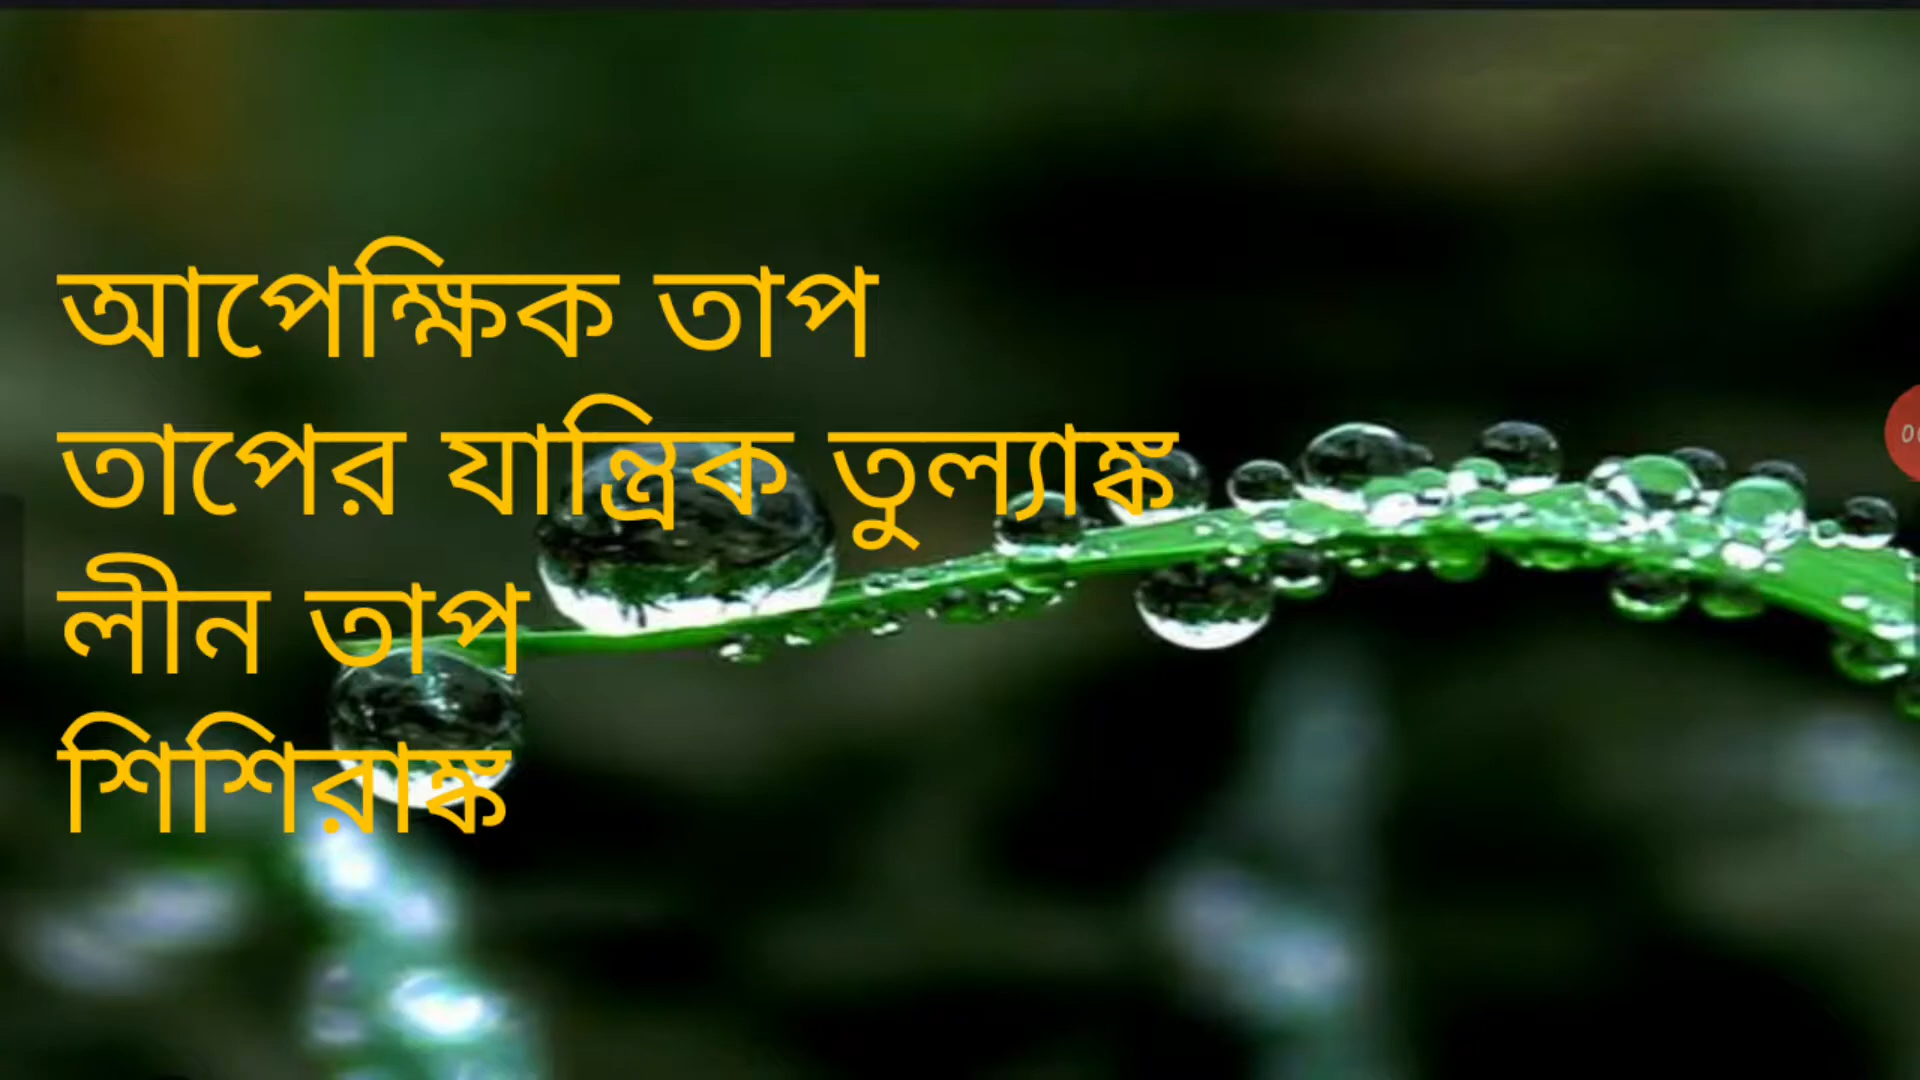 আপেক্ষিক তাপ
তাপের যান্ত্রিক তুল্যাঙ্ক
লীন তাপ
শিশিরাঙ্ক